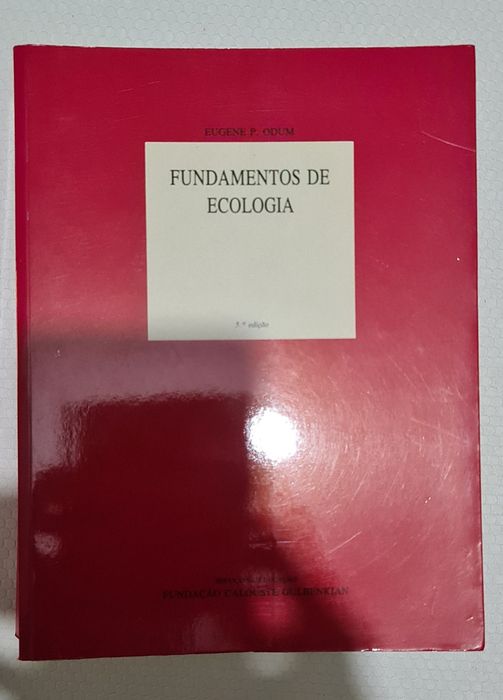 EUGENE P. ODUM
FUNDAMENTOS DE
ECOLOGIA
5.ª edição
FUNDAÇÃO CALOUSTE GULBENKIAN